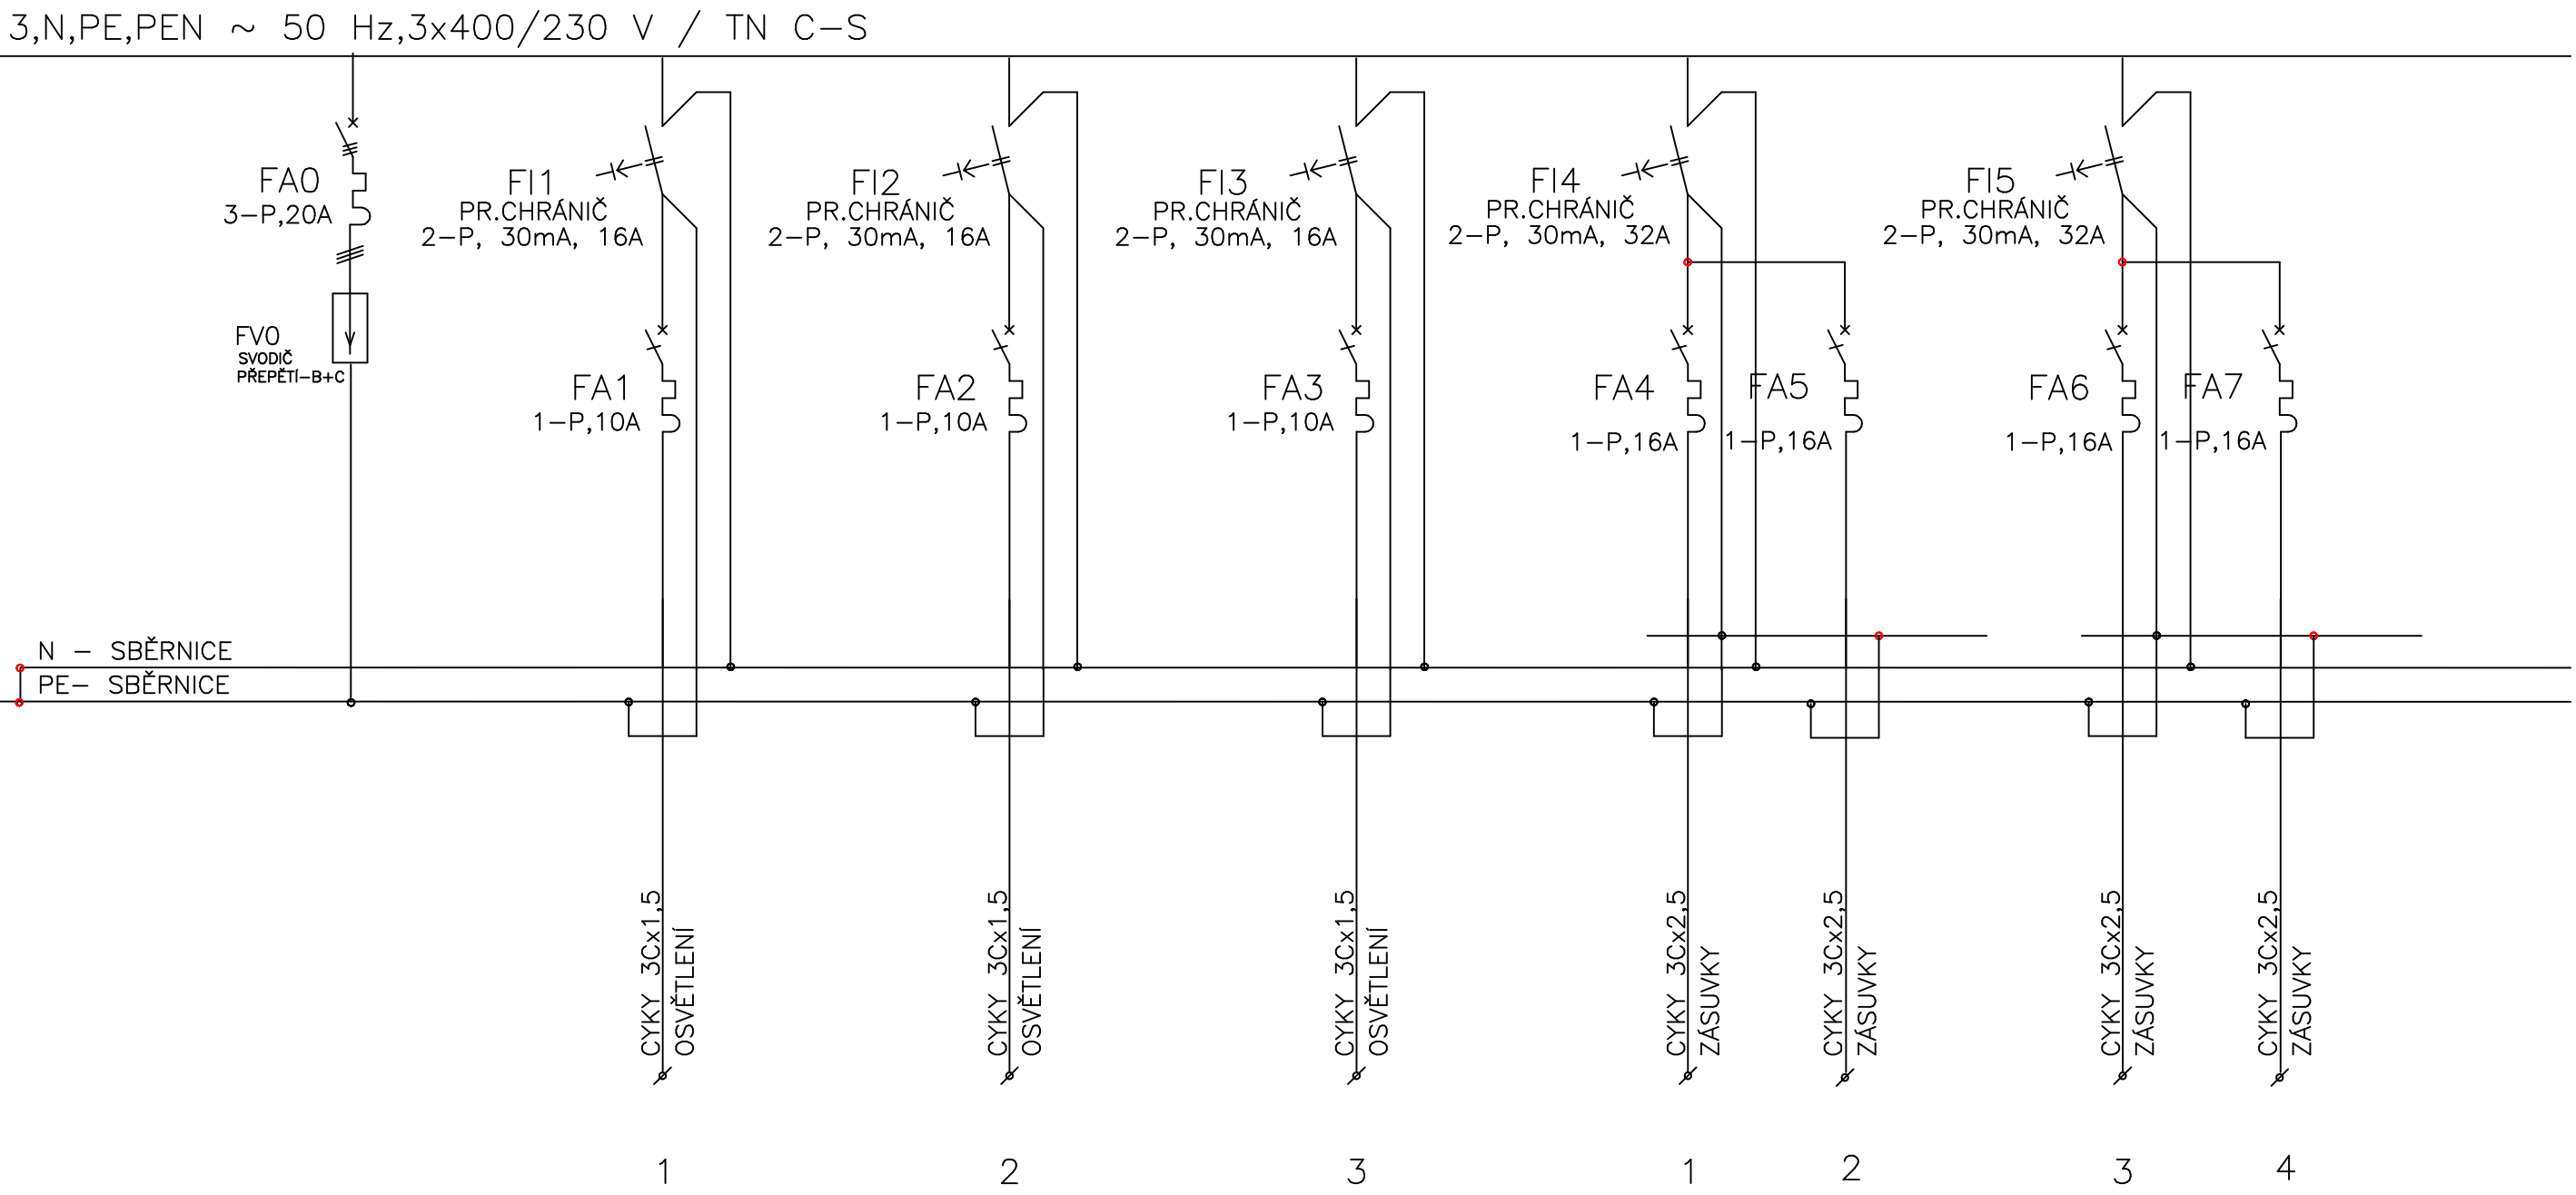 3,N,PE,PEN ~ 50 Hz,3x400/230 V / TN C-S
FA0
3-P,20A
FV0
SVODIČ
PŘEPĚTÍ-B+C
FI1
PR.CHRÁNIČ
2-P, 30mA, 16A
FA1
1-P,10A
FI2
PR.CHRÁNIČ
2-P, 30mA, 16A
FA2
1-P,10A
FI3
PR.CHRÁNIČ
2-P, 30mA, 16A
FA3
1-P,10A
FI4
PR.CHRÁNIČ
2-P, 30mA, 32A
FA4
1-P,16A
FA5
1-P,16A
FI5
PR.CHRÁNIČ
2-P, 30mA, 32A
FA6
1-P,16A
FA7
1-P,16A
N - SBĚRNICE
PE- SBĚRNICE
CYKY 3Cx1,5
OSVĚTLENÍ
CYKY 3Cx1,5
OSVĚTLENÍ
CYKY 3Cx1,5
OSVĚTLENÍ
CYKY 3Cx2,5
ZÁSUVKY
CYKY 3Cx2,5
ZÁSUVKY
CYKY 3Cx2,5
ZÁSUVKY
CYKY 3Cx2,5
ZÁSUVKY
1
2
3
1
2
3
4